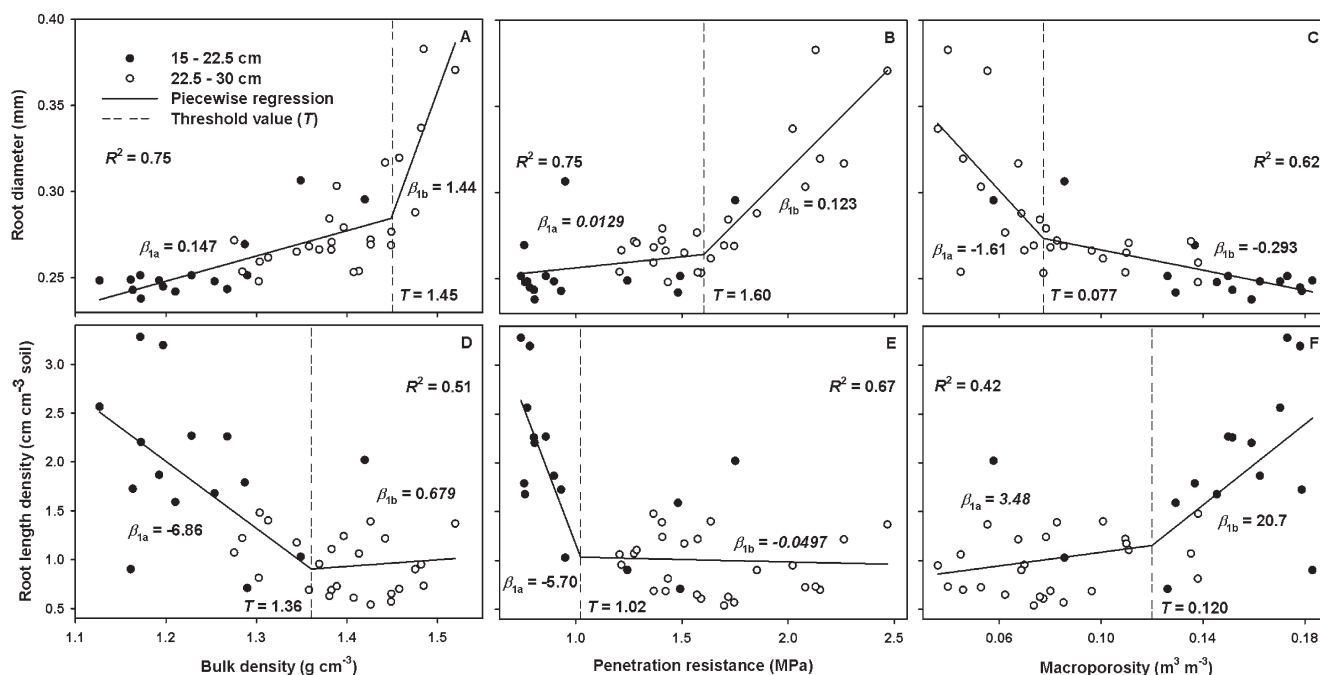 Root diameter (mm)
0.40
0.35
0.30
0.25
0.20
A
15 - 22.5 cm
22.5 - 30 cm
Piecewise regression
Threshold value (T)
R² = 0.75
β1b = 1.44
β1a = 0.147
T = 1.45
B
R² = 0.75
β1a = 0.0129
β1b = 0.123
T = 1.60
C
R² = 0.62
β1a = -1.61
β1b = -0.293
T = 0.077
Root length density (cm cm⁻³ soil)
3.0
2.5
2.0
1.5
1.0
0.5
D
R² = 0.51
β1b = 0.679
β1a = -6.86
T = 1.36
1.1 1.2 1.3 1.4 1.5
Bulk density (g cm⁻³)
E
R² = 0.67
β1b = -0.0497
β1a = -5.70
T = 1.02
1.0 1.5 2.0 2.5
Penetration resistance (MPa)
F
R² = 0.42
β1a = 3.48
β1b = 20.7
T = 0.120
0.06 0.10 0.14 0.18
Macroporosity (m³ m⁻³)